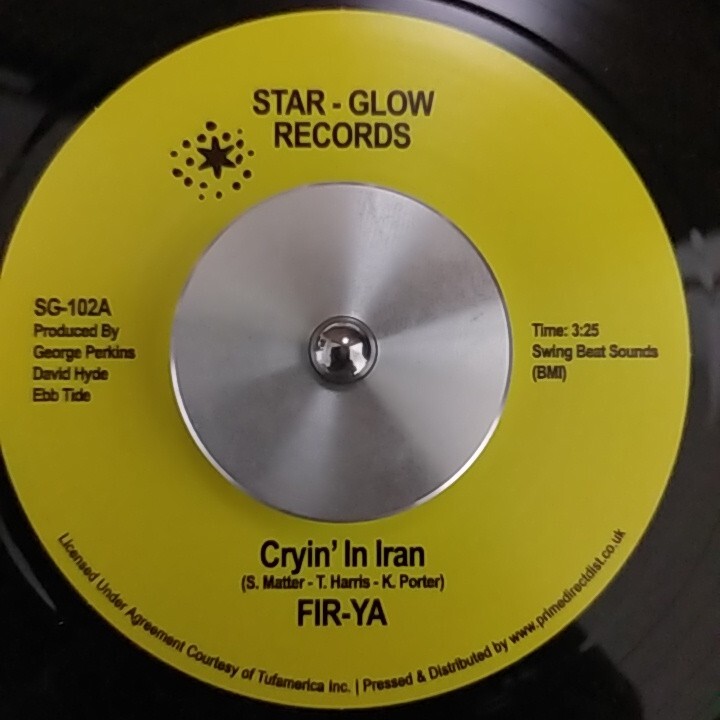 STAR - GLOW
RECORDS
SG-102A
Produced By
George Perkins
David Hyde
Ebb Tide
Time: 3:25
Swing Beat Sounds
(BMI)
Cryin' In Iran
(S. Matter - T. Harris - K. Porter)
FIR-YA
Licensed Under Agreement Courtesy of Tufamerica Inc. | Pressed & Distributed by www.primedirectdist.co.uk